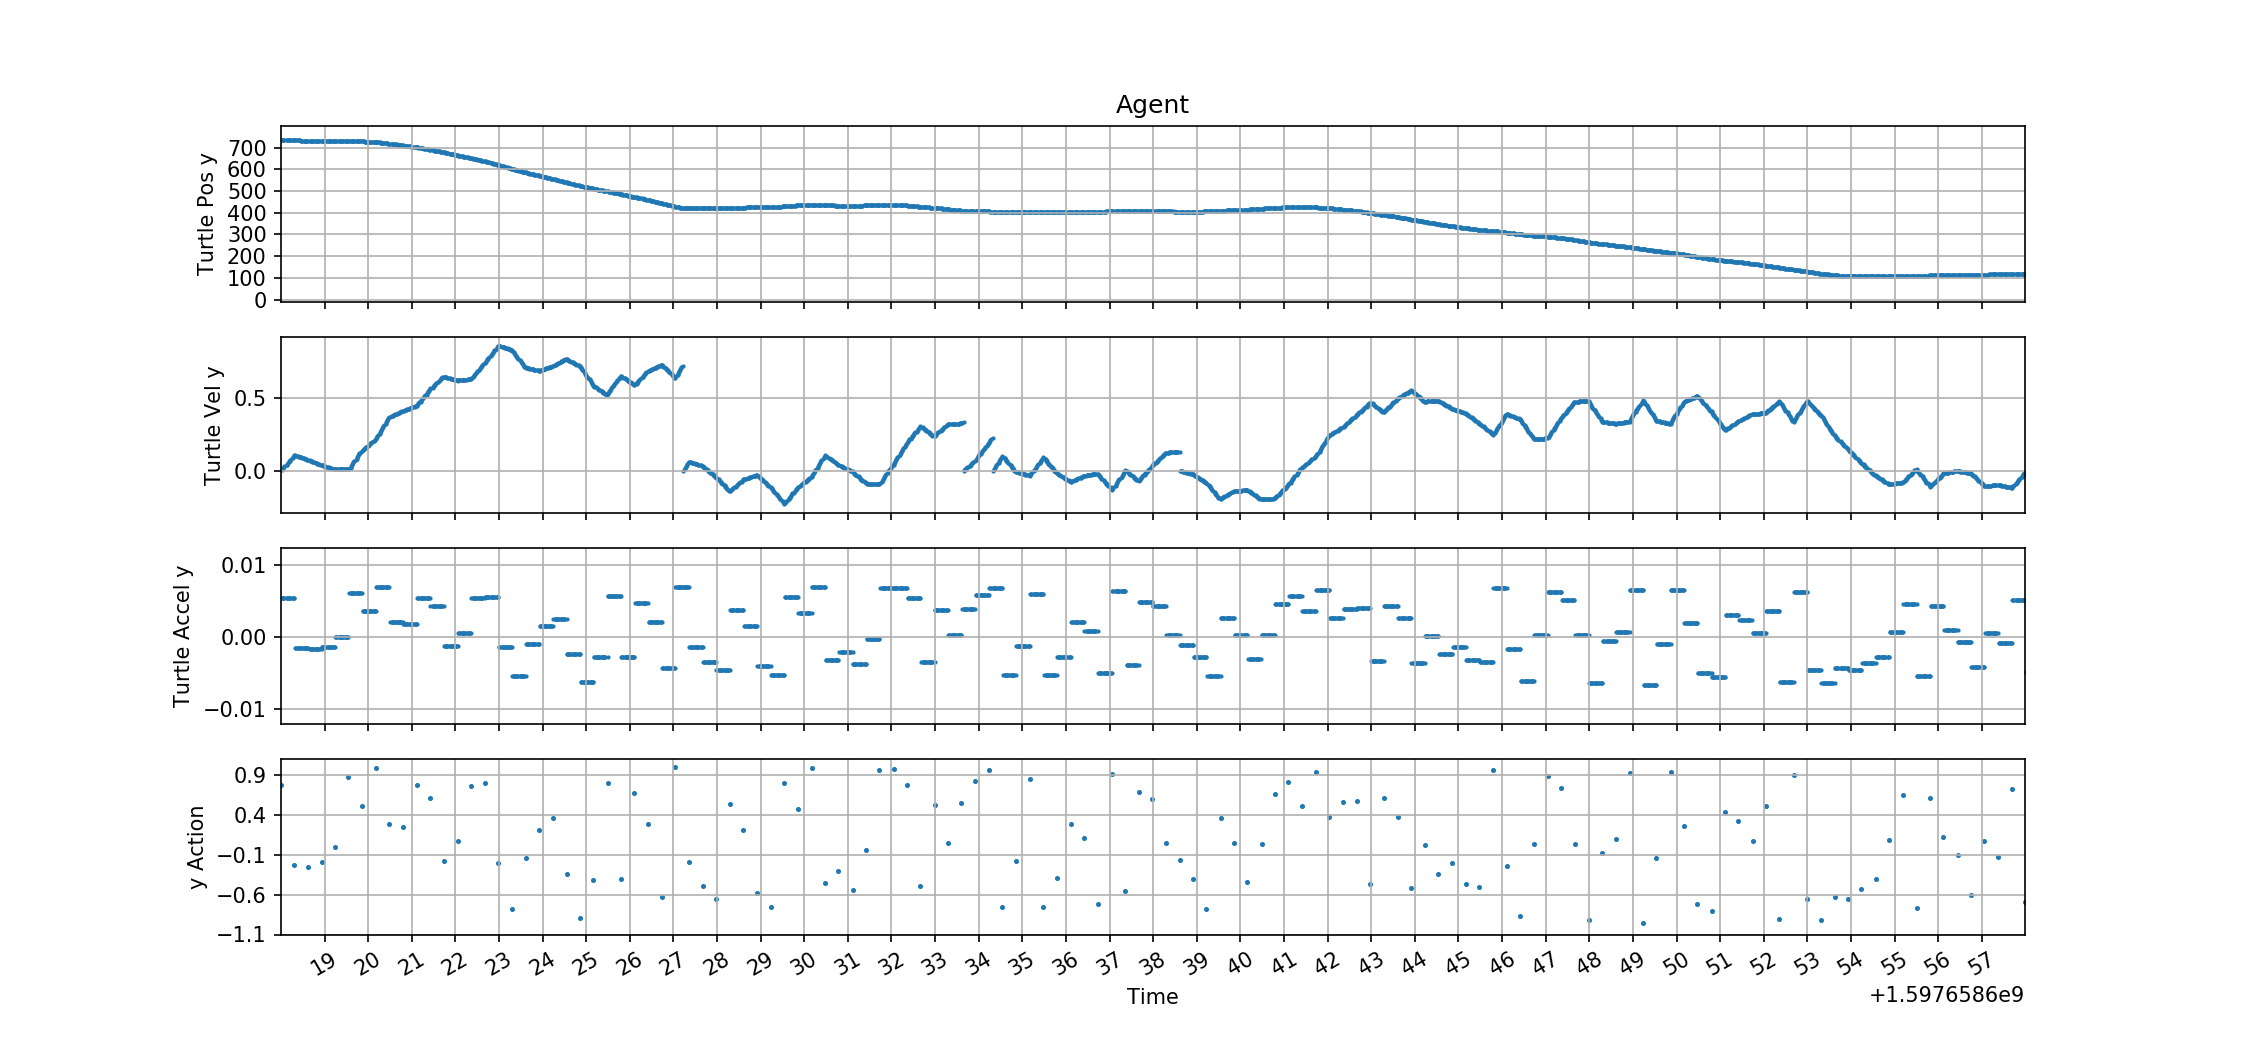 Agent
Turtle Pos y
700
600
500
400
300
200
100
0
Turtle Vel y
0.5
0.0
Turtle Accel y
0.01
0.00
−0.01
y Action
0.9
0.4
−0.1
−0.6
−1.1
19 20 21 22 23 24 25 26 27 28 29 30 31 32 33 34 35 36 37 38 39 40 41 42 43 44 45 46 47 48 49 50 51 52 53 54 55 56 57
Time
+1.5976586e9